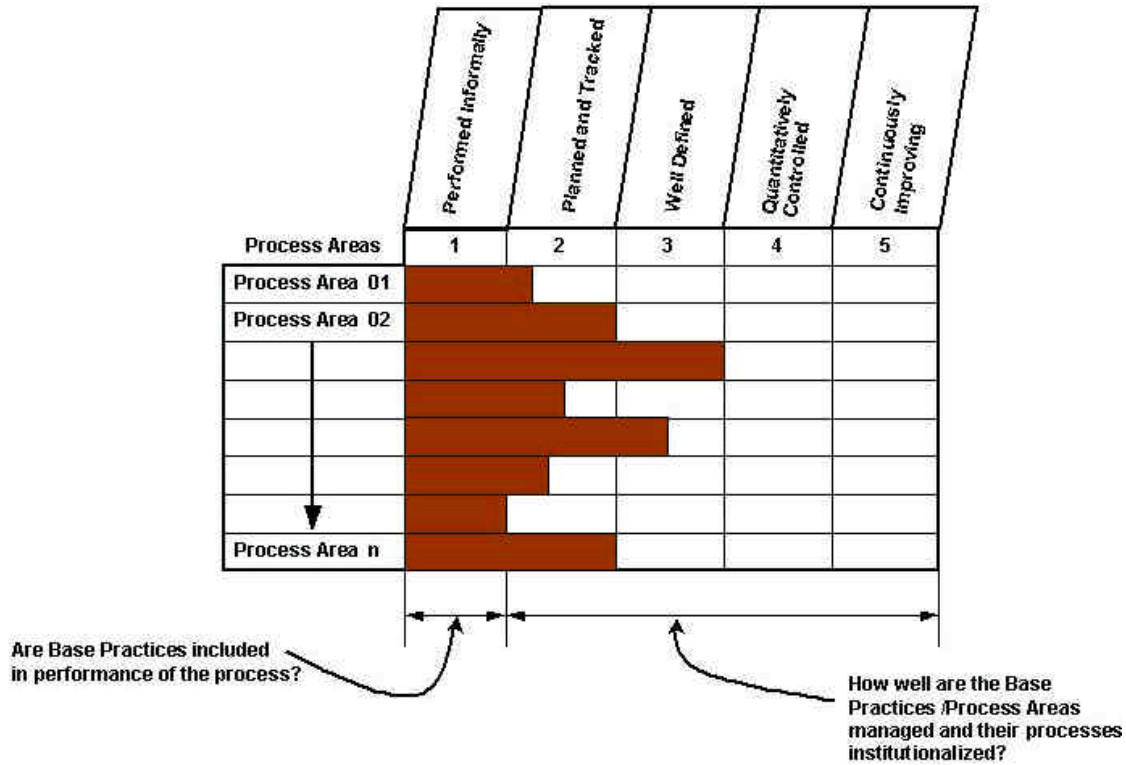 Performed Informally
Planned and Tracked
Well Defined
Quantitatively
Controlled
Continuously
Improving
Process Areas 1 2 3 4 5
Process Area 01
Process Area 02
Process Area n
Are Base Practices included
in performance of the process?
How well are the Base
Practices /Process Areas
managed and their processes
institutionalized?